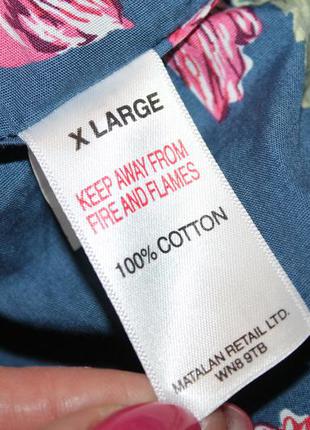 X LARGE
KEEP AWAY FROM
FIRE AND FLAMES
100% COTTON
MATALAN RETAIL LTD.
WN8 9TB